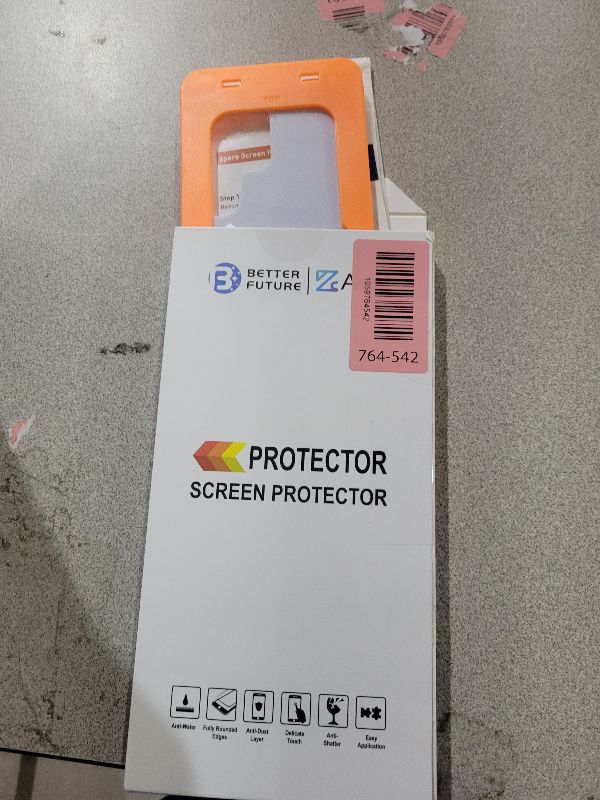 TOP
Spare Screen
Step 1
BETTER
FUTURE
1059764542
764-542
PROTECTOR
SCREEN PROTECTOR
Anti-Water
Fully Rounded
Edges
Anti-Dust
Layer
Delicate
Touch
Anti-
Shatter
Easy
Application